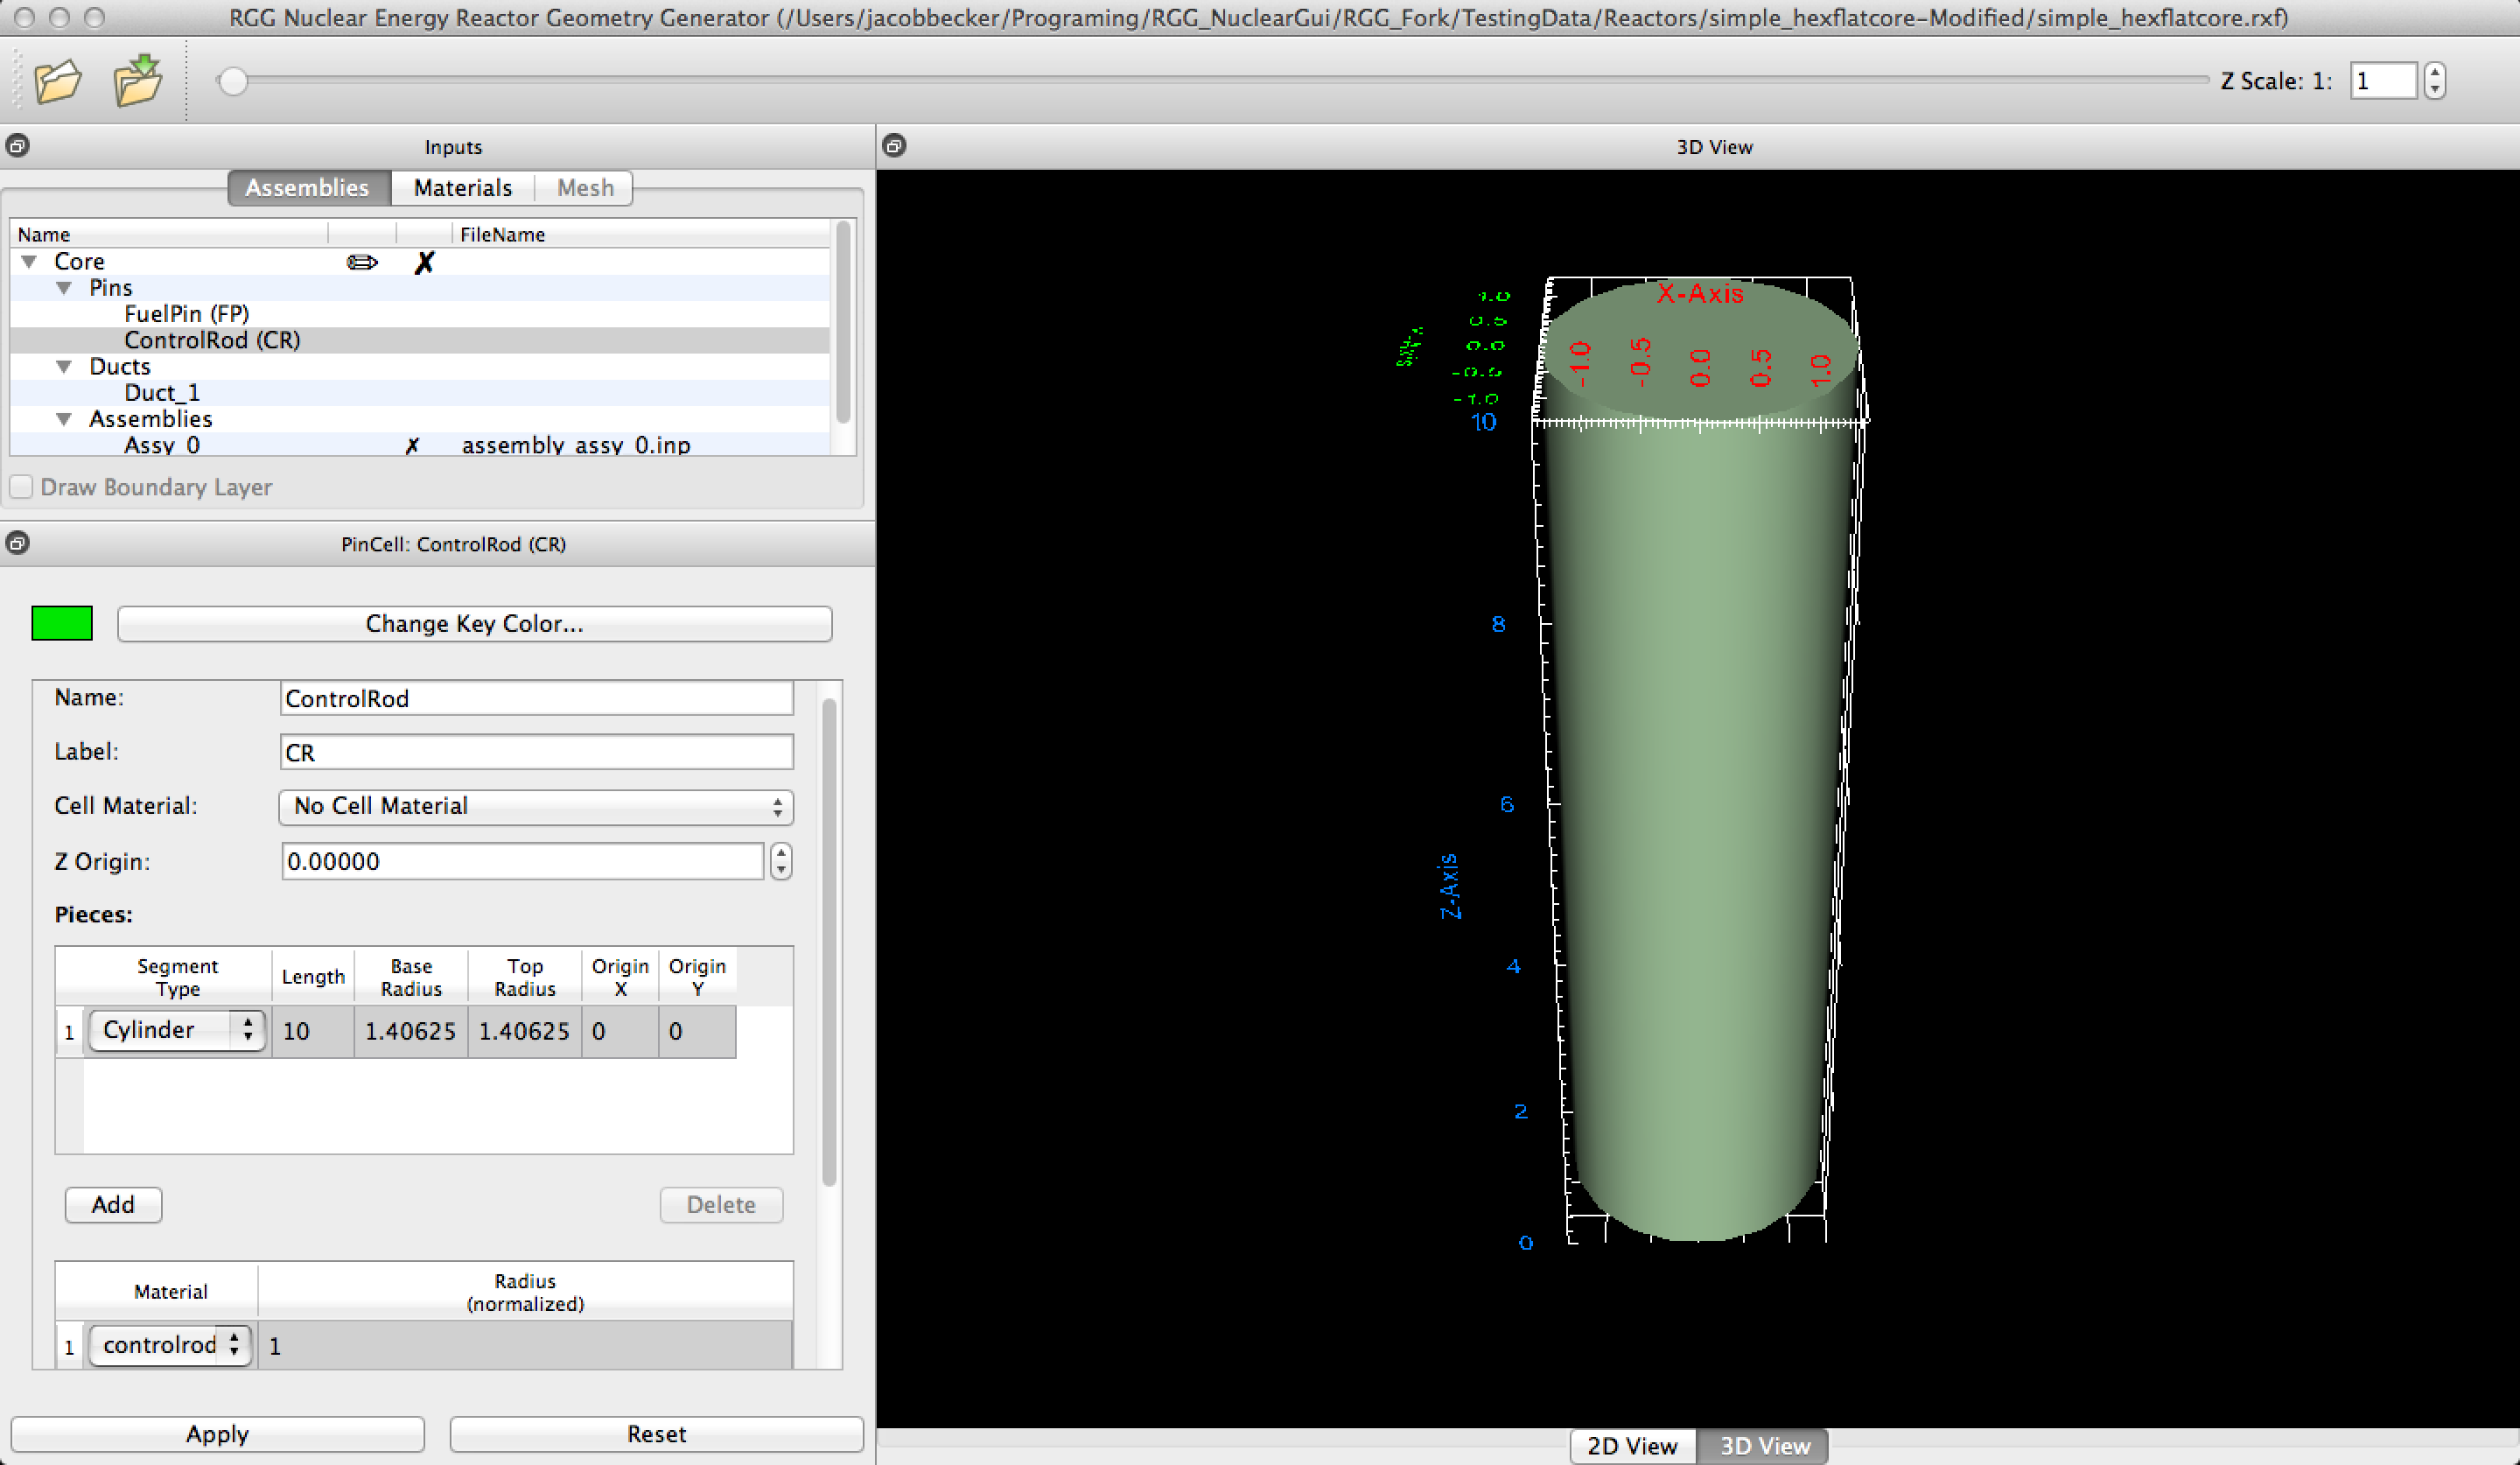 RGG Nuclear Energy Reactor Geometry Generator (/Users/jacobbecker/Programing/RGG_NuclearGui/RGG_Fork/TestingData/Reactors/simple_hexflatcore-Modified/simple_hexflatcore.rxf)
Z Scale: 1: 1
Inputs
Assemblies Materials Mesh
Name FileName
Core
Pins
FuelPin (FP)
ControlRod (CR)
Ducts
Duct_1
Assemblies
Assy_0 ✗ assembly_assy_0.inp
Draw Boundary Layer
PinCell: ControlRod (CR)
Change Key Color...
Name: ControlRod
Label: CR
Cell Material: No Cell Material
Z Origin: 0.00000
Pieces:
Segment Type Length Base Radius Top Radius Origin X Origin Y
1 Cylinder 10 1.40625 1.40625 0 0
Add Delete
Material Radius (normalized)
1 controlrod 1
Apply Reset
3D View
X-Axis
-1.0 -0.5 0.0 0.5 1.0
1.0
0.5
0.0
-0.5
-1.0
10
8
6
Z-Axis
4
2
0
2D View 3D View